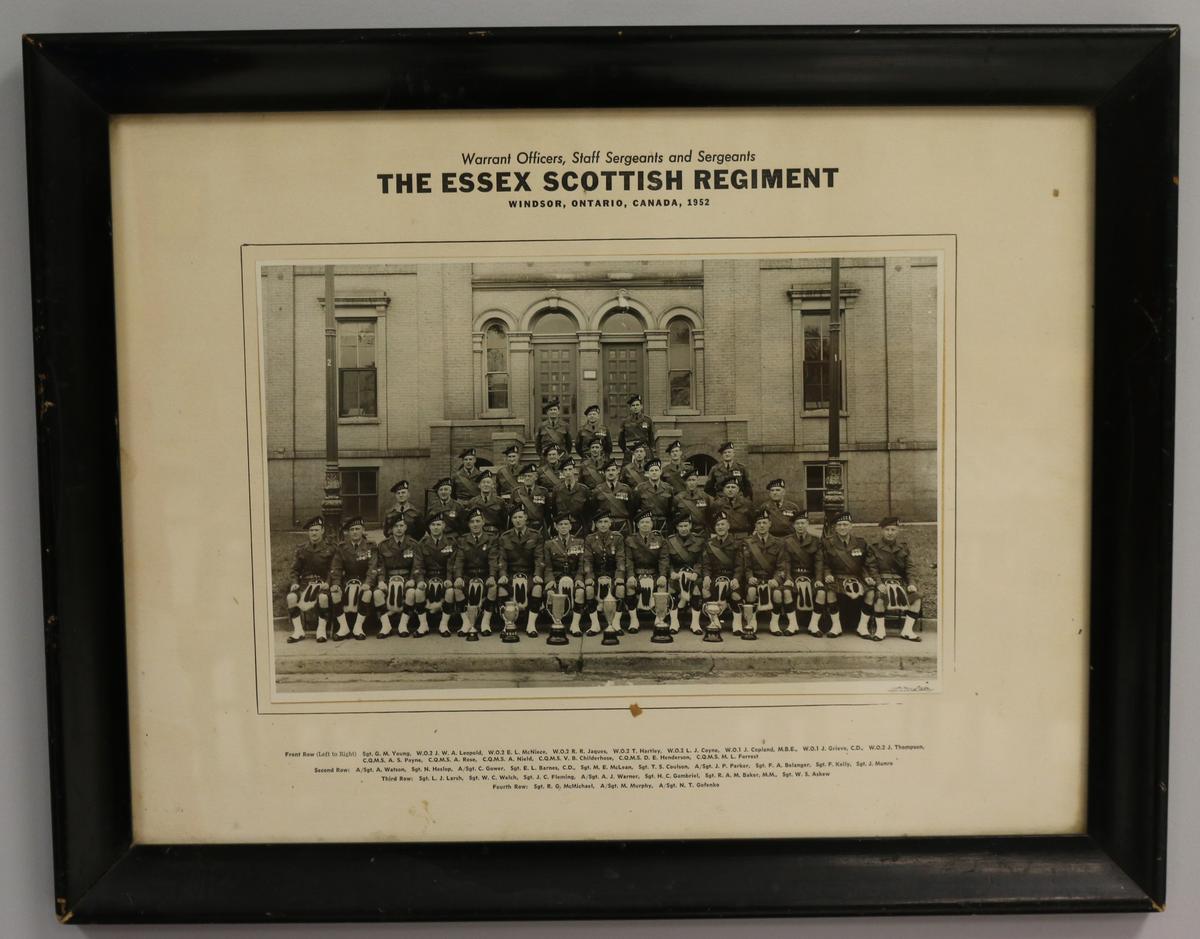 Warrant Officers, Staff Sergeants and Sergeants
THE ESSEX SCOTTISH REGIMENT
WINDSOR, ONTARIO, CANADA, 1952
2
1
Front Row (Left to Right) Sgt. G. M. Young, W.O.2 J. W. A. Leopold, W.O.2 E. L. McNiece, W.O.2 R. R. Jaques, W.O.2 T. Hartley, W.O.2 L. J. Coyne, W.O.1 J. Copland, M.B.E., W.O.1 J. Grieve, C.D., W.O.2 J. Thompson,
C.Q.M.S. A. S. Payne, C.Q.M.S. A. Rose, C.Q.M.S. A. Nield, C.Q.M.S. V. B. Childerhose, C.Q.M.S. D. E. Henderson, C.Q.M.S. M. L. Forrest
Second Row: A/Sgt. A. Watson, Sgt. N. Heslop, A/Sgt. C. Gower, Sgt. E. L. Barnes, C.D., Sgt. M. E. McLean, Sgt. T. S. Coulson, A/Sgt. J. P. Parker, Sgt. P. A. Belanger, Sgt. F. Kelly, Sgt. J. Munro
Third Row: Sgt. L. J. Larsh, Sgt. W. C. Welch, Sgt. J. C. Fleming, A/Sgt. A. J. Warner, Sgt. H. C. Gambriel, Sgt. R. A. M. Baker, M.M., Sgt. W. S. Askew
Fourth Row: Sgt. R. G. McMichael, A/Sgt. M. Murphy, A/Sgt. N. T. Gofenko